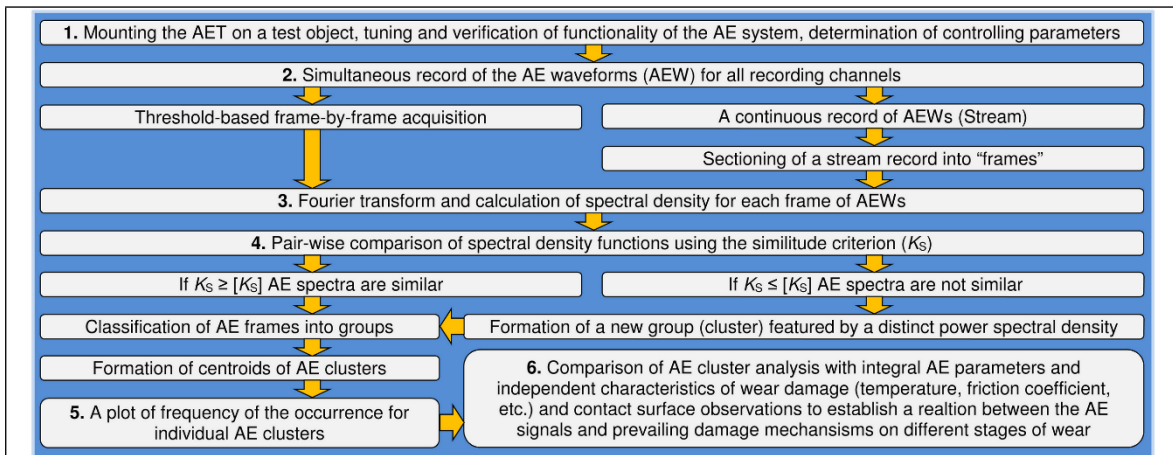 1. Mounting the AET on a test object, tuning and verification of functionality of the AE system, determination of controlling parameters
2. Simultaneous record of the AE waveforms (AEW) for all recording channels
Threshold-based frame-by-frame acquisition
A continuous record of AEWs (Stream)
Sectioning of a stream record into “frames”
3. Fourier transform and calculation of spectral density for each frame of AEWs
4. Pair-wise comparison of spectral density functions using the similitude criterion (KS)
If KS ≥ [KS] AE spectra are similar
If KS ≤ [KS] AE spectra are not similar
Classification of AE frames into groups
Formation of a new group (cluster) featured by a distinct power spectral density
Formation of centroids of AE clusters
5. A plot of frequency of the occurrence for
individual AE clusters
6. Comparison of AE cluster analysis with integral AE parameters and
independent characteristics of wear damage (temperature, friction coefficient,
etc.) and contact surface observations to establish a realtion between the AE
signals and prevailing damage mechansisms on different stages of wear